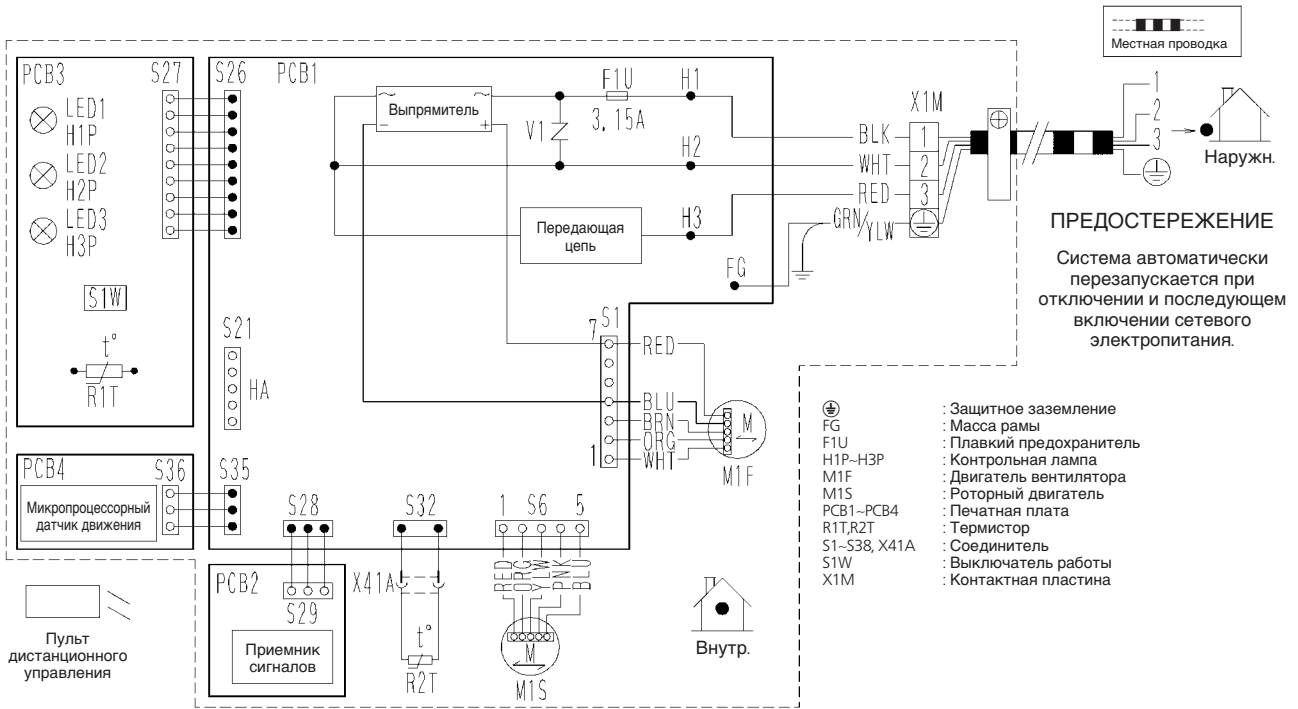 Местная проводка
PCB3
S27
S26
PCB1
F1U
H1
Выпрямитель
3.15A
V1
X1M
LED1
H1P
LED2
H2P
LED3
H3P
H2
BLK
1
WHT
2
RED
3
GRN/YLW
1
2
3
Наружн.
Передающая
цепь
H3
FG
ПРЕДОСТЕРЕЖЕНИЕ
Система автоматически
перезапускается при
отключении и последующем
включении сетевого
электропитания.
S1W
t°
R1T
S21
HA
S1
7
RED
BLU
BRN
ORG
1
WHT
M
M1F
PCB4
S36
S35
Микропроцессорный
датчик движения
S28
S32
1
S6
5
RED
ORG
YLW
PNK
BLU
PCB2
S29
X41A
Приемник
сигналов
t°
R2T
M
M1S
Внутр.
Пульт
дистанционного
управления
: Защитное заземление
FG : Масса рамы
F1U : Плавкий предохранитель
H1P~H3P : Контрольная лампа
M1F : Двигатель вентилятора
M1S : Роторный двигатель
PCB1~PCB4 : Печатная плата
R1T,R2T : Термистор
S1~S38, X41A : Соединитель
S1W : Выключатель работы
X1M : Контактная пластина